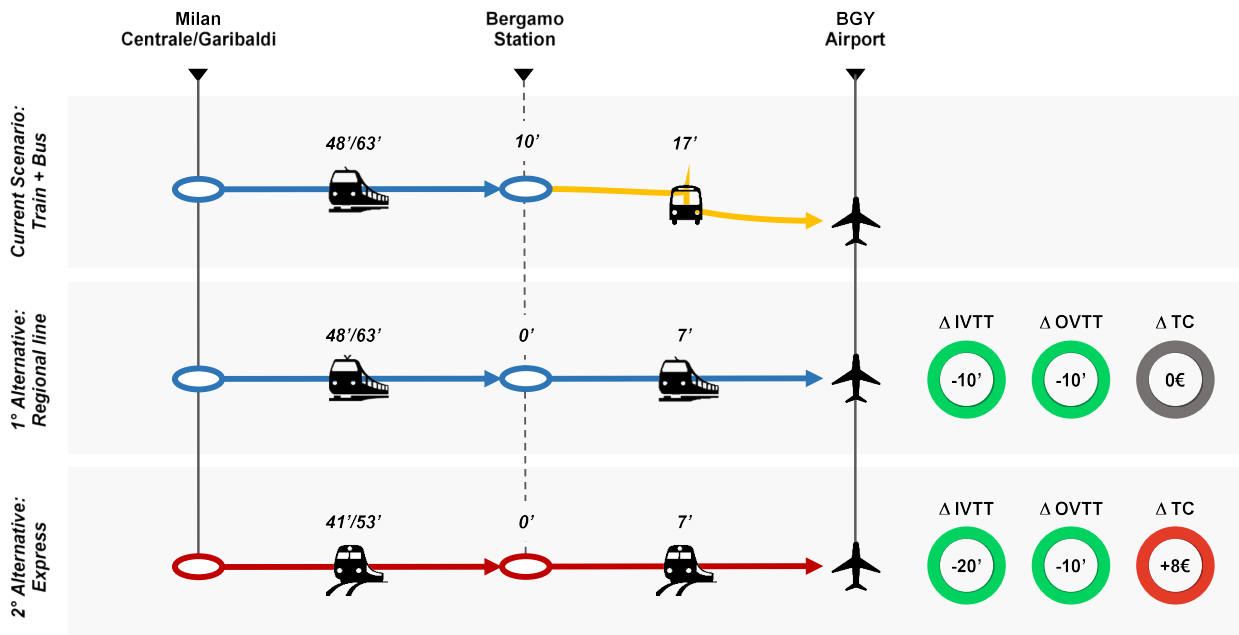 Milan
Centrale/Garibaldi
Bergamo
Station
BGY
Airport
Current Scenario:
Train + Bus
48’/63’
10’
17’
1° Alternative:
Regional line
48’/63’
0’
7’
Δ IVTT
Δ OVTT
Δ TC
-10’
-10’
0€
2° Alternative:
Express
41’/53’
0’
7’
Δ IVTT
Δ OVTT
Δ TC
-20’
-10’
+8€